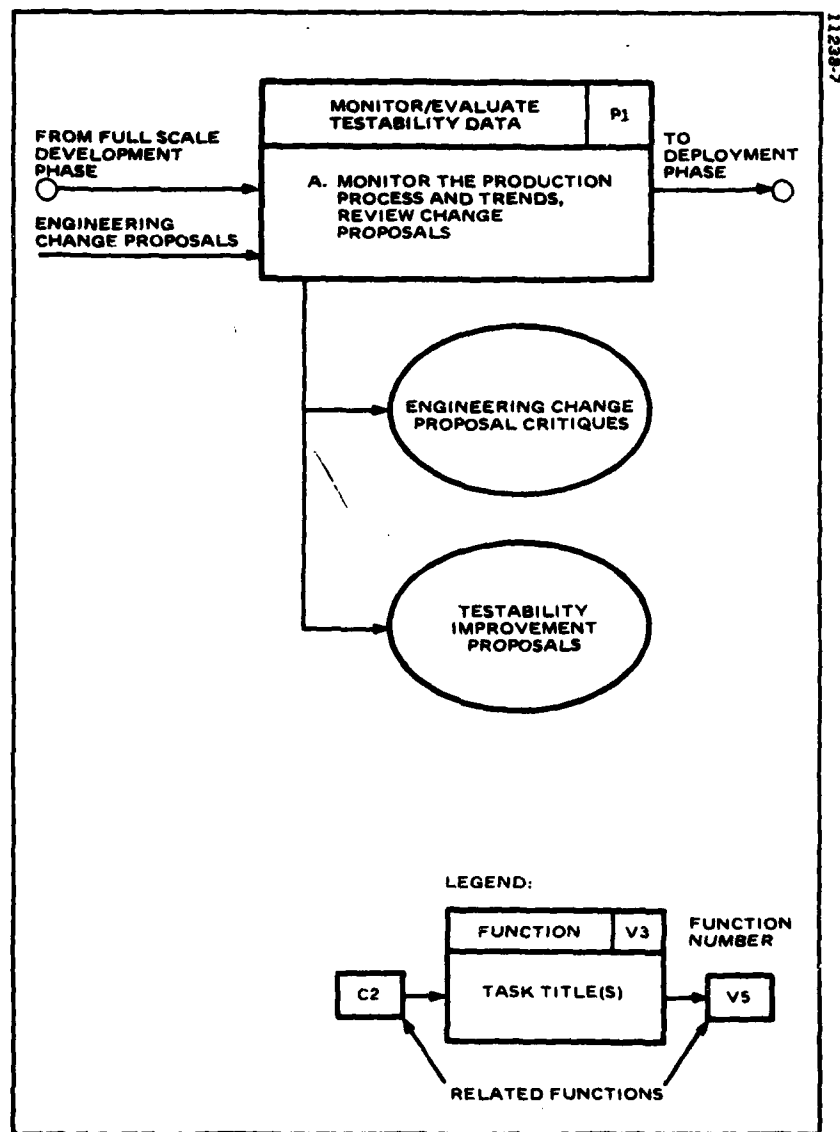 11238-7
MONITOR/EVALUATE
TESTABILITY DATA
P1
FROM FULL SCALE
DEVELOPMENT
PHASE
TO
DEPLOYMENT
PHASE
A. MONITOR THE PRODUCTION
PROCESS AND TRENDS,
REVIEW CHANGE
PROPOSALS
ENGINEERING
CHANGE PROPOSALS
ENGINEERING CHANGE
PROPOSAL CRITIQUES
TESTABILITY
IMPROVEMENT
PROPOSALS
LEGEND:
FUNCTION
V3
FUNCTION
NUMBER
C2
TASK TITLE(S)
V5
RELATED FUNCTIONS